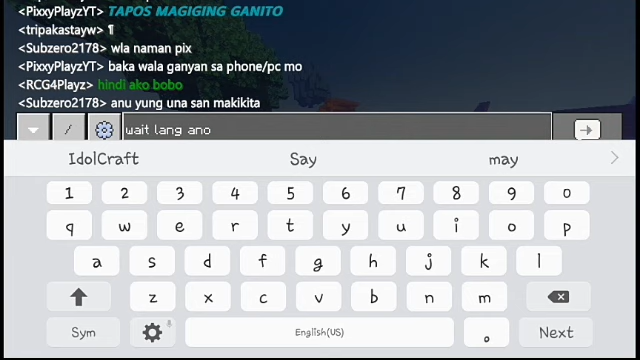 <PixxyPlayzYT> TAPOS MAGIGING GANITO
<tripakastayw> ¶
<Subzero2178> wla naman pix
<PixxyPlayzYT> baka wala ganyan sa phone/pc mo
<RCG4Playz> hindi ako bobo
<Subzero2178> anu yung una san makikita
/ wait lang ano
IdolCraft Say may
1 2 3 4 5 6 7 8 9 0
q w e r t y u i o p
a s d f g h j k l
z x c v b n m
Sym English(US) . Next